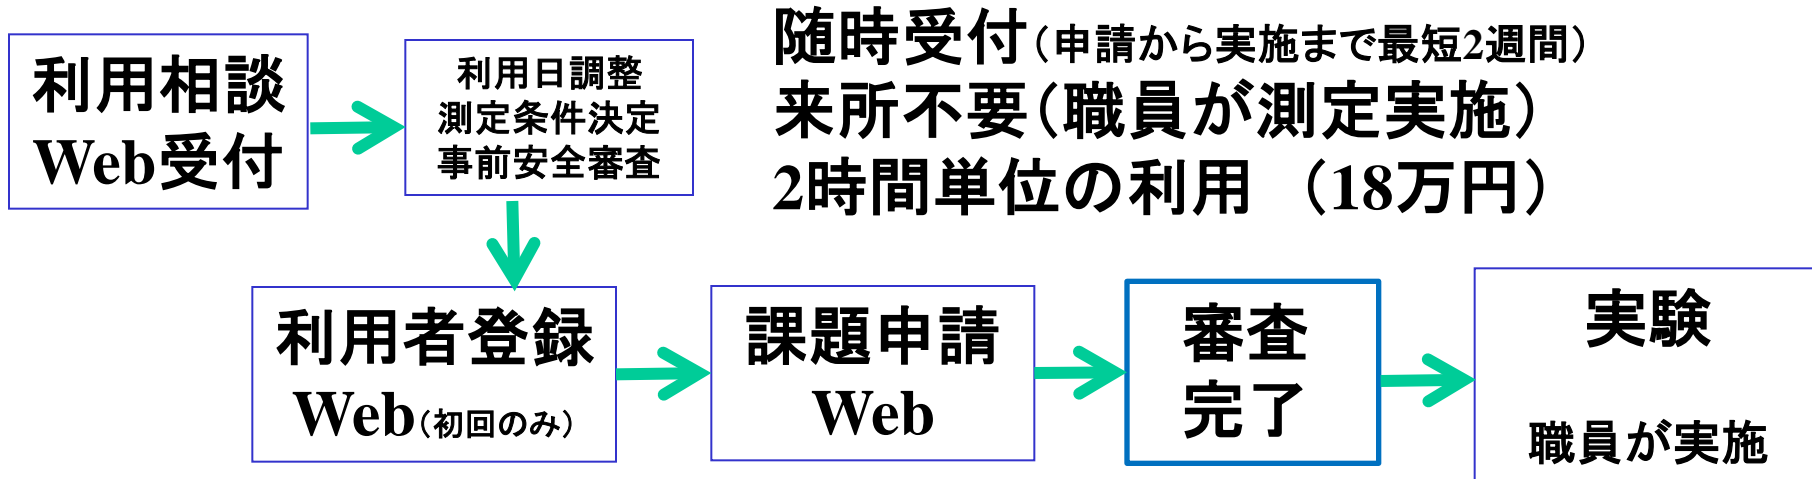 利用相談
Web受付
利用日調整
測定条件決定
事前安全審査
随時受付（申請から実施まで最短2週間）
来所不要（職員が測定実施）
2時間単位の利用 （18万円）
利用者登録
Web（初回のみ）
課題申請
Web
審査
完了
実験
職員が実施